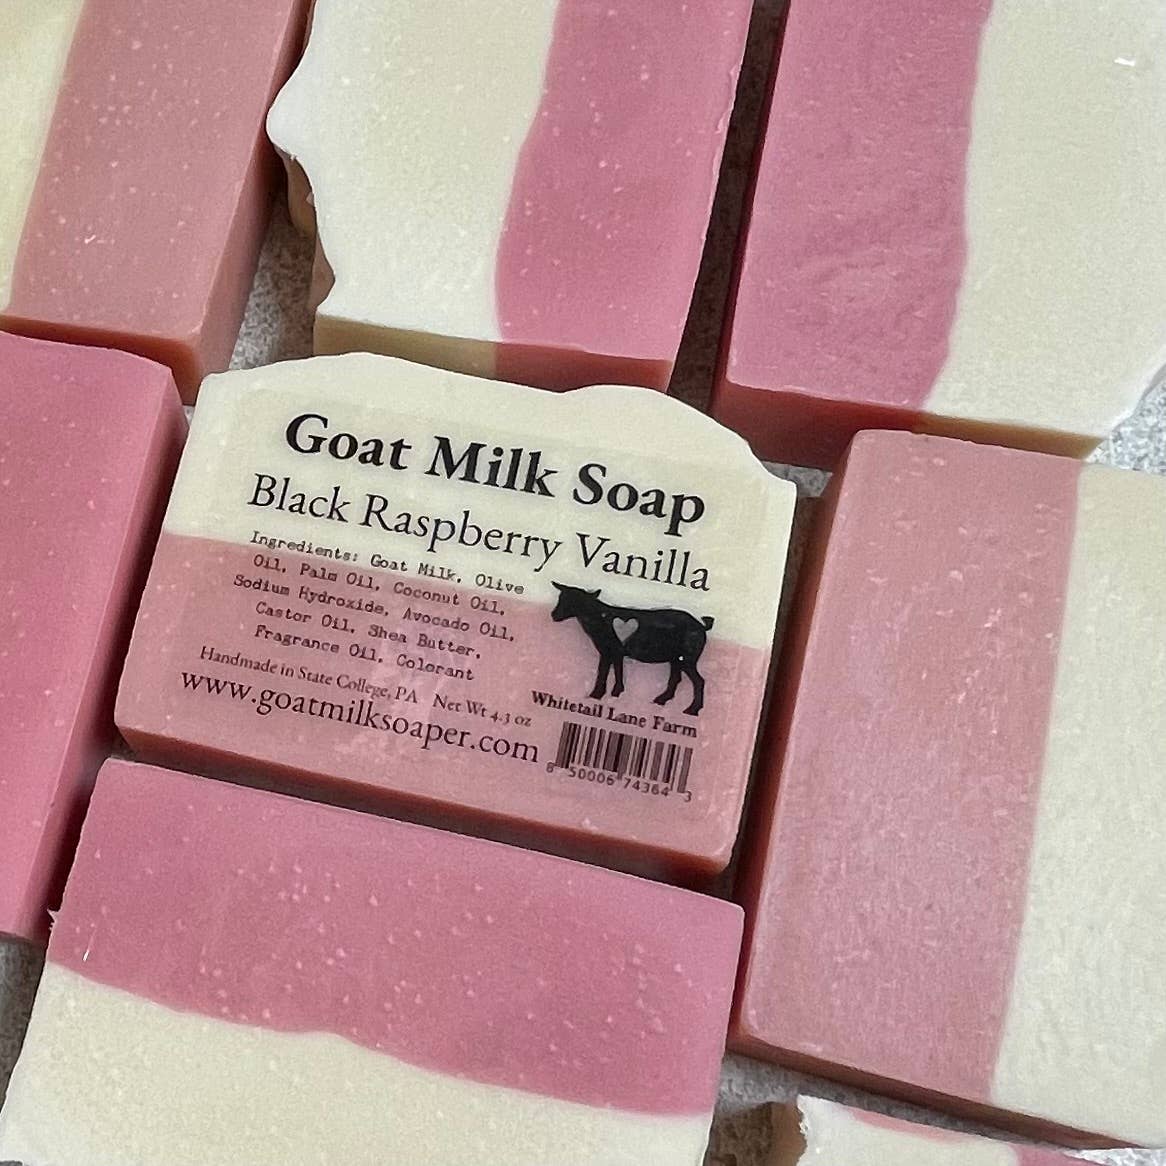 Goat Milk Soap
Black Raspberry Vanilla
Ingredients: Goat Milk, Olive
Oil, Palm Oil, Coconut Oil,
Sodium Hydroxide, Avocado Oil,
Castor Oil, Shea Butter,
Fragrance Oil, Colorant
Handmade in State College, PA Net Wt 4.3 oz
www.goatmilksoaper.com
Whitetail Lane Farm
8 50006 74364 3